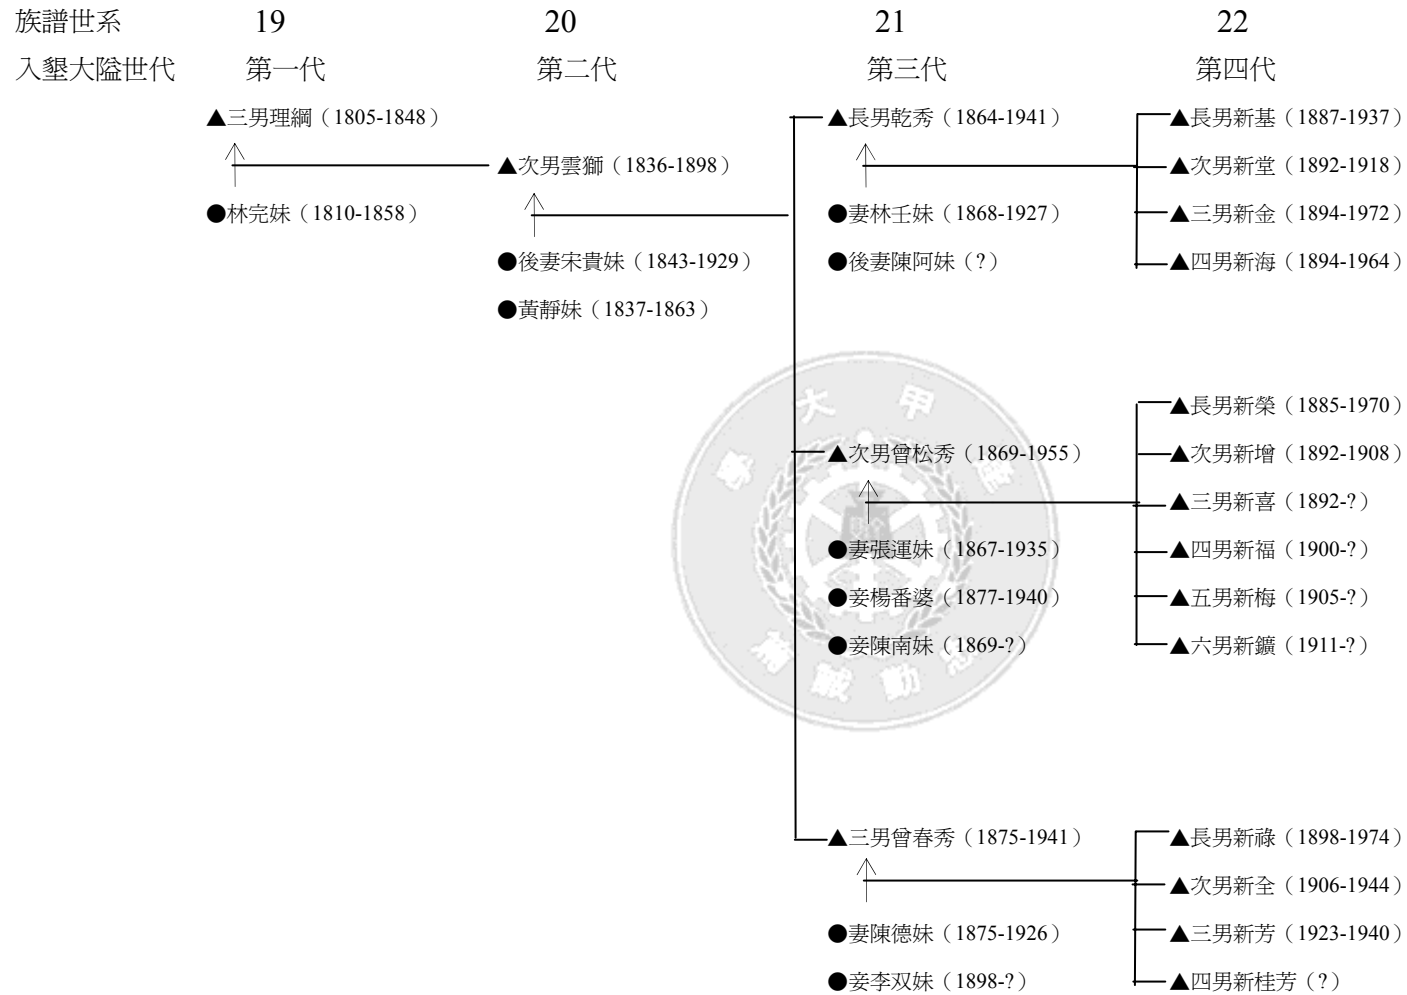 族譜世系 19 20 21 22
入墾大隘世代 第一代 第二代 第三代 第四代
▲三男理綱（1805-1848） ▲長男乾秀（1864-1941） ▲長男新基（1887-1937）
▲次男雲獅（1836-1898） ▲次男新堂（1892-1918）
●林完妹（1810-1858） ●妻林壬妹（1868-1927） ▲三男新金（1894-1972）
●後妻宋貴妹（1843-1929） ●後妻陳阿妹（?） ▲四男新海（1894-1964）
●黃靜妹（1837-1863）
大 甲
▲長男新榮（1885-1970）
▲次男曾松秀（1869-1955） ▲次男新增（1892-1908）
學
▲三男新喜（1892-?）
●妻張運妹（1867-1935） ▲四男新福（1900-?）
●妾楊番婆（1877-1940） ▲五男新梅（1905-?）
●妾陳南妹（1869-?） ▲六男新鑛（1911-?）
誠 勤
▲三男曾春秀（1875-1941） ▲長男新祿（1898-1974）
▲次男新全（1906-1944）
●妻陳德妹（1875-1926） ▲三男新芳（1923-1940）
●妾李双妹（1898-?） ▲四男新桂芳（?）